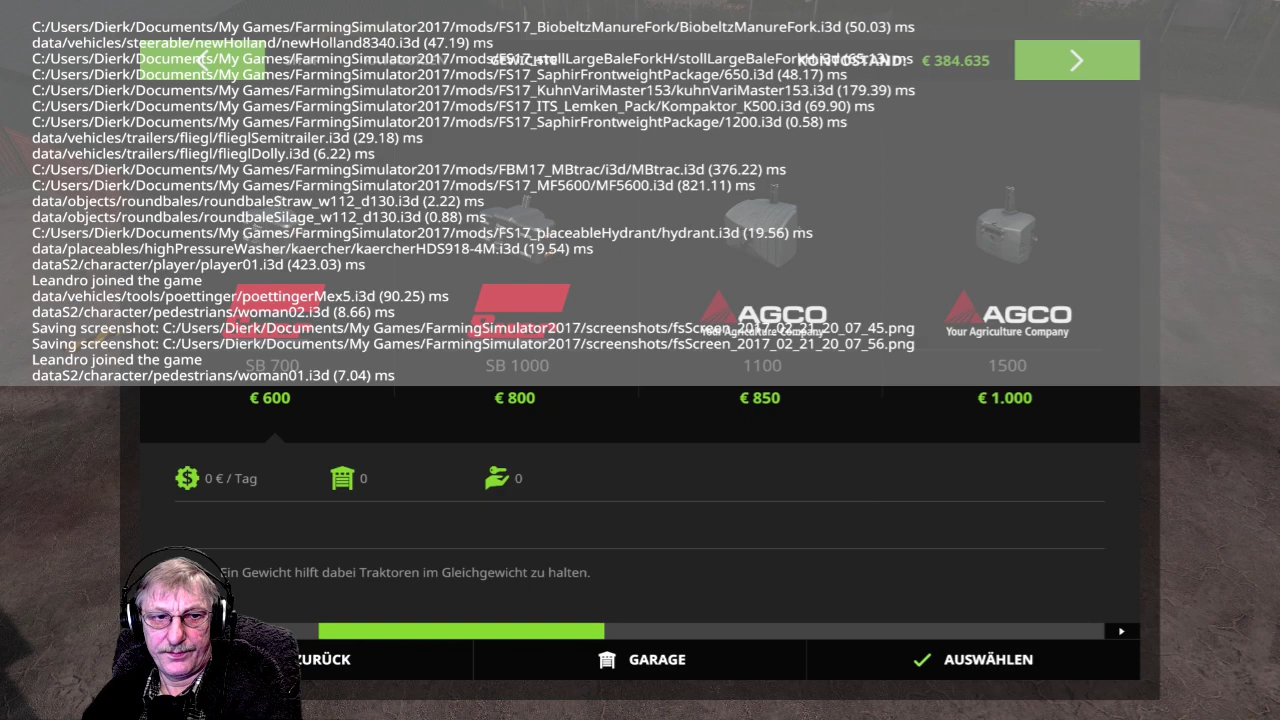 C:/Users/Dierk/Documents/My Games/FarmingSimulator2017/mods/FS17_BiobeltzManureFork/BiobeltzManureFork.i3d (50.03) ms
data/vehicles/steerable/newHolland/newHolland8340.i3d (47.19) ms
C:/Users/Dierk/Documents/My Games/FarmingSimulator2017/mods/FS17_stollLargeBaleForkH/stollLargeBaleForkH.i3d (65.13) ms
GEWICHTE
KONTOSTAND:
€ 384.635
C:/Users/Dierk/Documents/My Games/FarmingSimulator2017/mods/FS17_SaphirFrontweightPackage/650.i3d (48.17) ms
C:/Users/Dierk/Documents/My Games/FarmingSimulator2017/mods/FS17_KuhnVariMaster153/kuhnVariMaster153.i3d (179.39) ms
C:/Users/Dierk/Documents/My Games/FarmingSimulator2017/mods/FS17_ITS_Lemken_Pack/Kompaktor_K500.i3d (69.90) ms
C:/Users/Dierk/Documents/My Games/FarmingSimulator2017/mods/FS17_SaphirFrontweightPackage/1200.i3d (0.58) ms
data/vehicles/trailers/fliegl/flieglSemitrailer.i3d (29.18) ms
data/vehicles/trailers/fliegl/flieglDolly.i3d (6.22) ms
C:/Users/Dierk/Documents/My Games/FarmingSimulator2017/mods/FBM17_MBtrac/i3d/MBtrac.i3d (376.22) ms
C:/Users/Dierk/Documents/My Games/FarmingSimulator2017/mods/FS17_MF5600/MF5600.i3d (821.11) ms
data/objects/roundbales/roundbaleStraw_w112_d130.i3d (2.22) ms
data/objects/roundbales/roundbaleSilage_w112_d130.i3d (0.88) ms
C:/Users/Dierk/Documents/My Games/FarmingSimulator2017/mods/FS17_placeableHydrant/hydrant.i3d (19.56) ms
data/placeables/highPressureWasher/kaercher/kaercherHDS918-4M.i3d (19.54) ms
dataS2/character/player/player01.i3d (423.03) ms
Leandro joined the game
data/vehicles/tools/poettinger/poettingerMex5.i3d (90.25) ms
dataS2/character/pedestrians/woman02.i3d (8.66) ms
Saving screenshot: C:/Users/Dierk/Documents/My Games/FarmingSimulator2017/screenshots/fsScreen_2017_02_21_20_07_45.png
Saving screenshot: C:/Users/Dierk/Documents/My Games/FarmingSimulator2017/screenshots/fsScreen_2017_02_21_20_07_56.png
Leandro joined the game
dataS2/character/pedestrians/woman01.i3d (7.04) ms
AGCO
Your Agriculture Company
AGCO
Your Agriculture Company
SB 700
SB 1000
1100
1500
€ 600
€ 800
€ 850
€ 1.000
0 € / Tag
0
0
Ein Gewicht hilft dabei Traktoren im Gleichgewicht zu halten.
ZURÜCK
GARAGE
AUSWÄHLEN